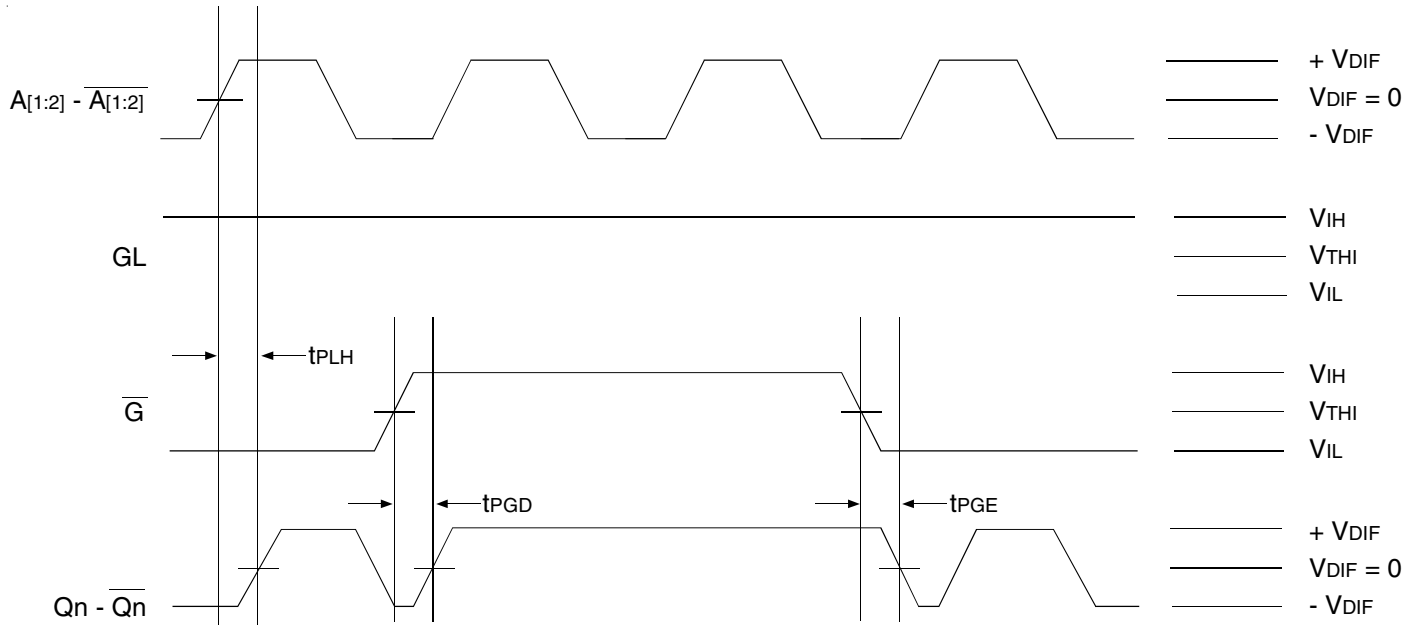 + VDIF
A[1:2] - A[1:2]
VDIF = 0
- VDIF
VIH
GL
VTHI
VIL
tPLH
VIH
G
VTHI
VIL
tPGD
tPGE
+ VDIF
VDIF = 0
Qn - Qn
- VDIF